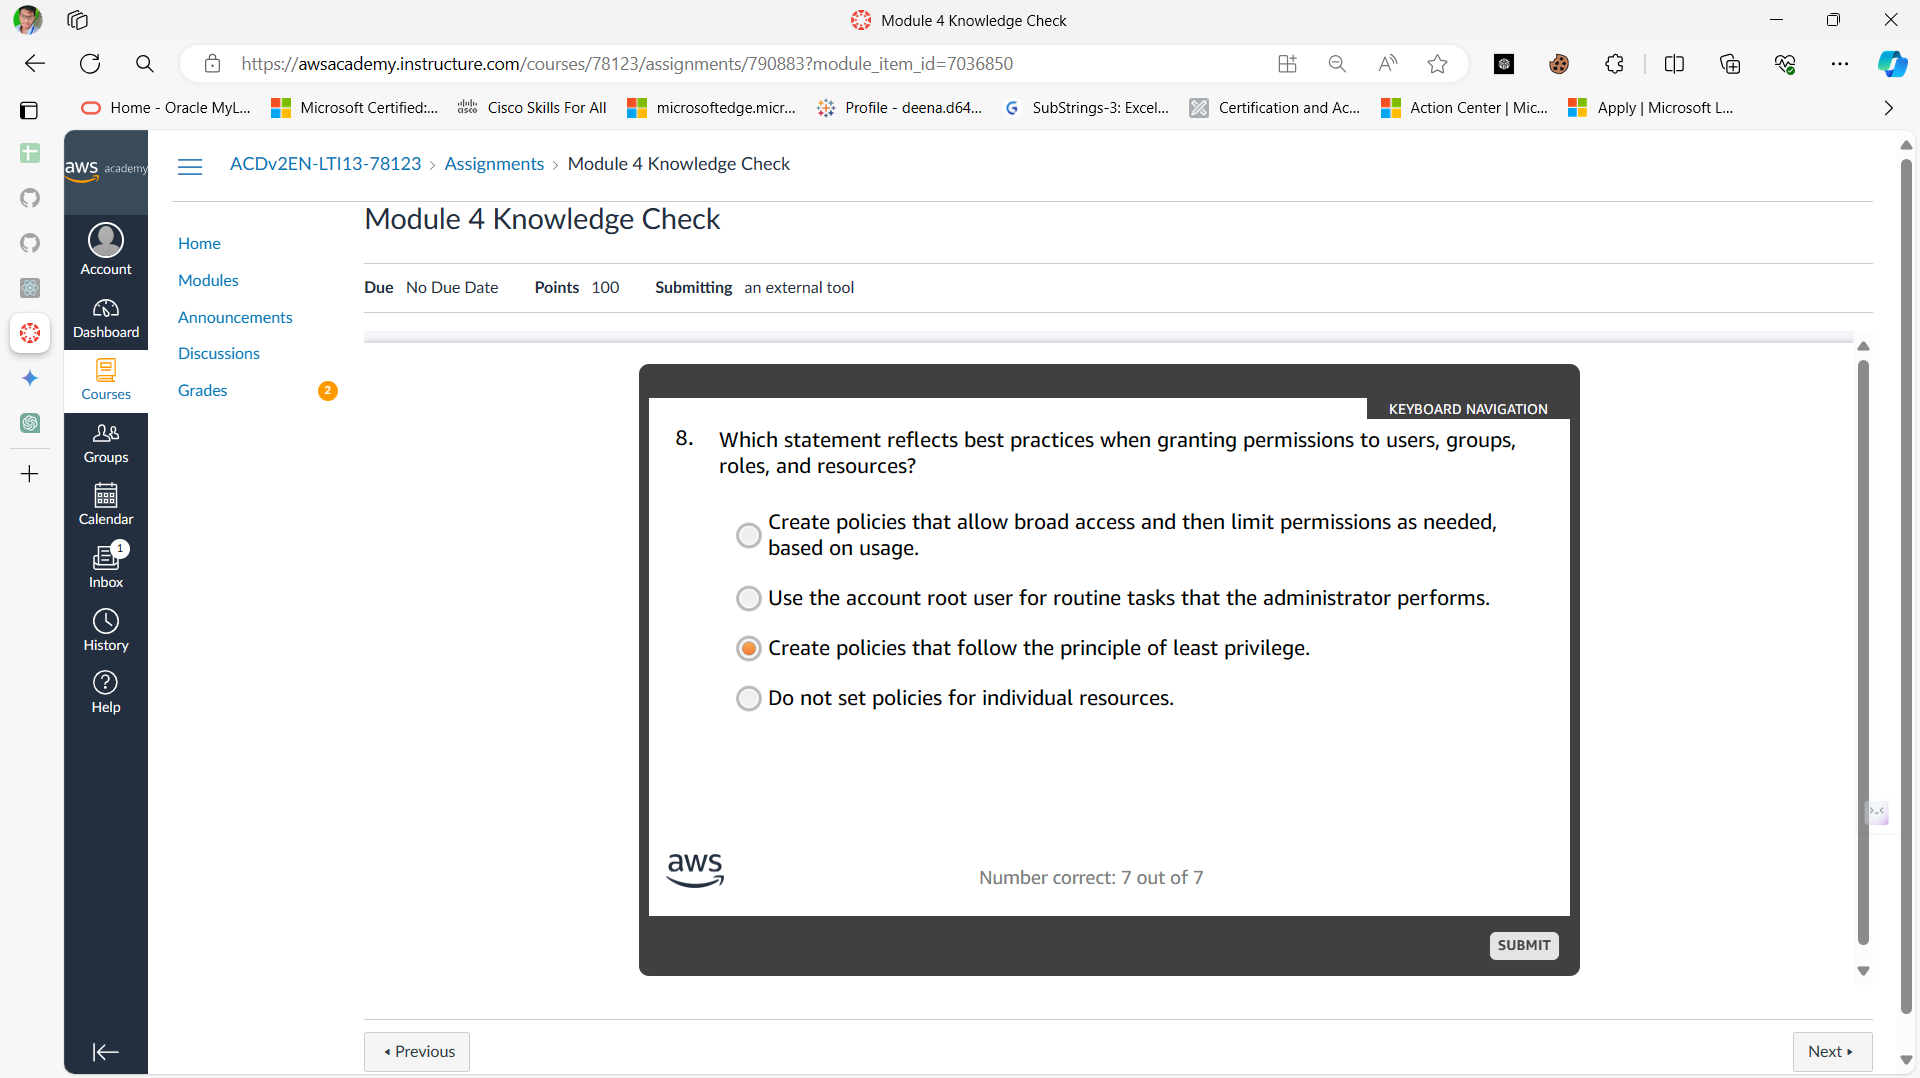 Module 4 Knowledge Check
https://awsacademy.instructure.com/courses/78123/assignments/790883?module_item_id=7036850
Home - Oracle MyL...
Microsoft Certified:...
Cisco Skills For All
microsoftedge.micr...
Profile - deena.d64...
SubStrings-3: Excel...
Certification and Ac...
Action Center | Mic...
Apply | Microsoft L...
aws academy
ACDv2EN-LTI13-78123 › Assignments › Module 4 Knowledge Check
Account
Dashboard
Courses
Groups
Calendar
1
Inbox
History
Help
Home
Modules
Announcements
Discussions
Grades
2
Module 4 Knowledge Check
Due No Due Date Points 100 Submitting an external tool
KEYBOARD NAVIGATION
8. Which statement reflects best practices when granting permissions to users, groups,
roles, and resources?
Create policies that allow broad access and then limit permissions as needed,
based on usage.
Use the account root user for routine tasks that the administrator performs.
Create policies that follow the principle of least privilege.
Do not set policies for individual resources.
aws
Number correct: 7 out of 7
SUBMIT
Previous
Next